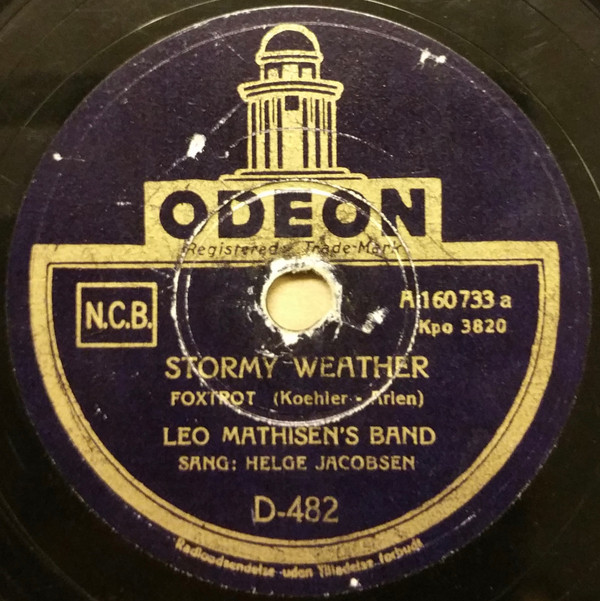 ODEON
Registered Trade-Mark
N.C.B.
A 160733 a
Kpo 3820
STORMY WEATHER
FOXTROT (Koehler - Arlen)
LEO MATHISEN'S BAND
SANG: HELGE JACOBSEN
D-482
Radioudsendelse uden Tilladelse forbudt